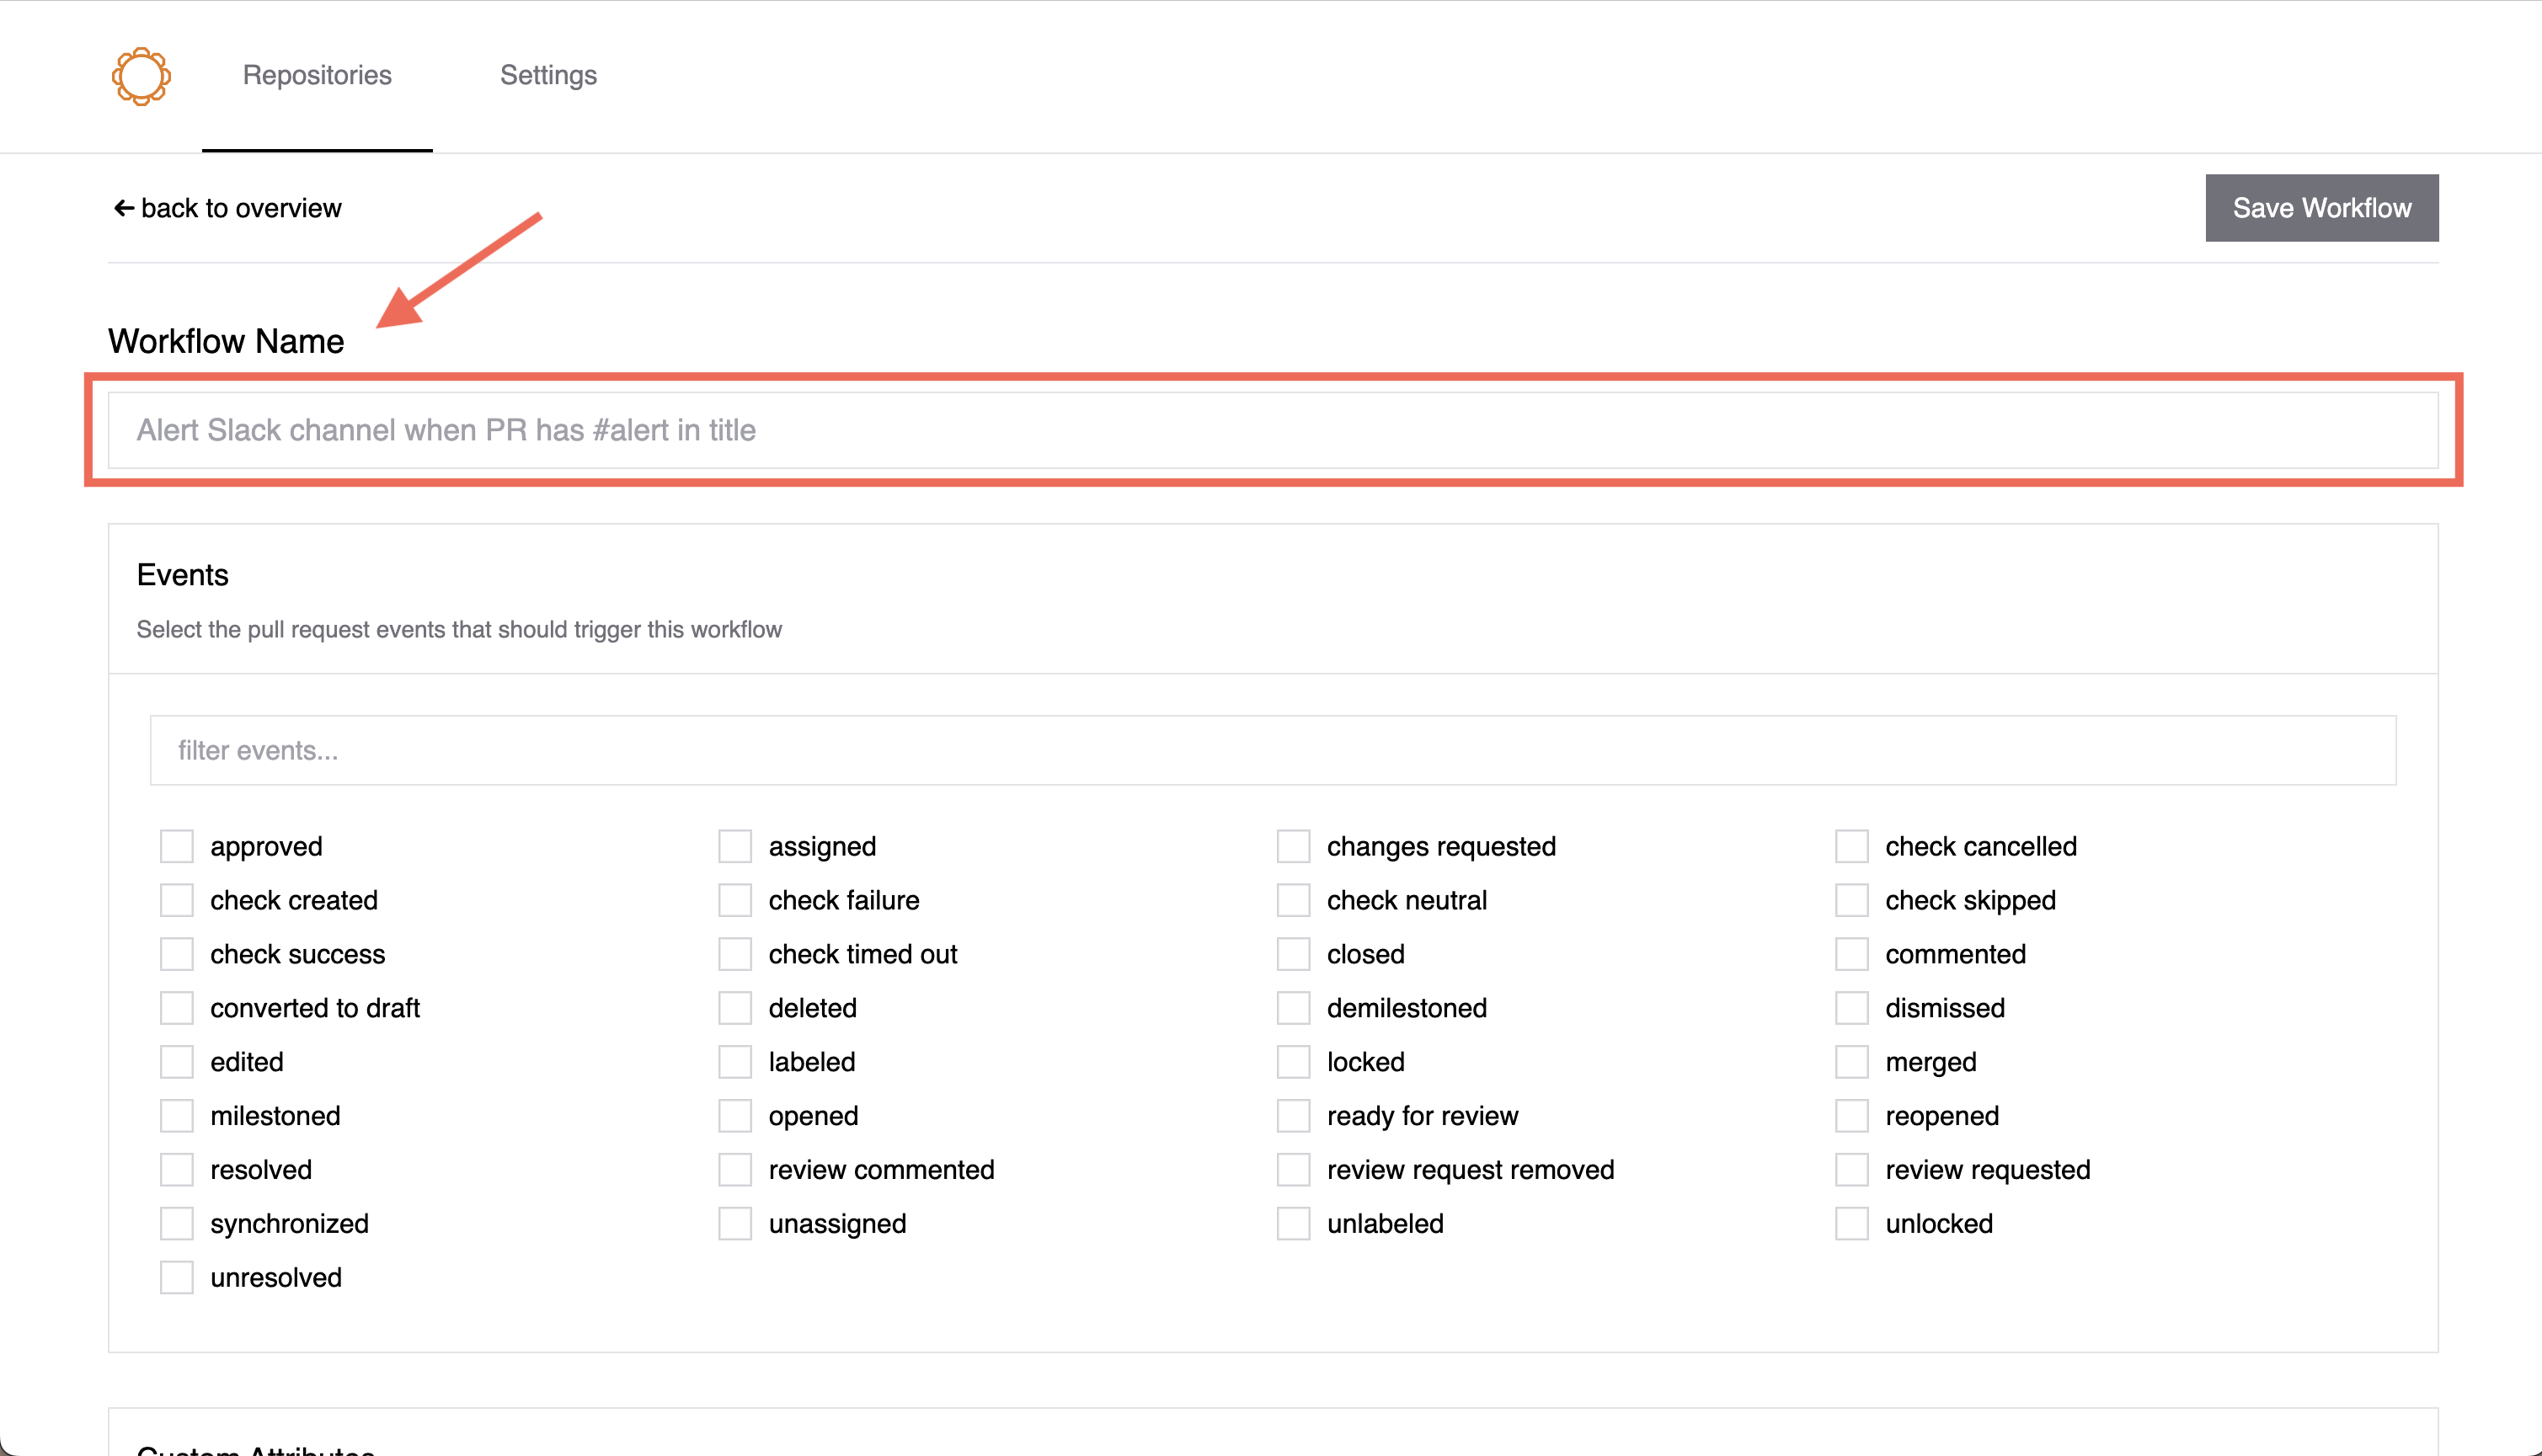 Repositories Settings
← back to overview Save Workflow
Workflow Name
Alert Slack channel when PR has #alert in title
Events
Select the pull request events that should trigger this workflow
filter events...
approved assigned changes requested check cancelled
check created check failure check neutral check skipped
check success check timed out closed commented
converted to draft deleted demilestoned dismissed
edited labeled locked merged
milestoned opened ready for review reopened
resolved review commented review request removed review requested
synchronized unassigned unlabeled unlocked
unresolved
Custom Attributes